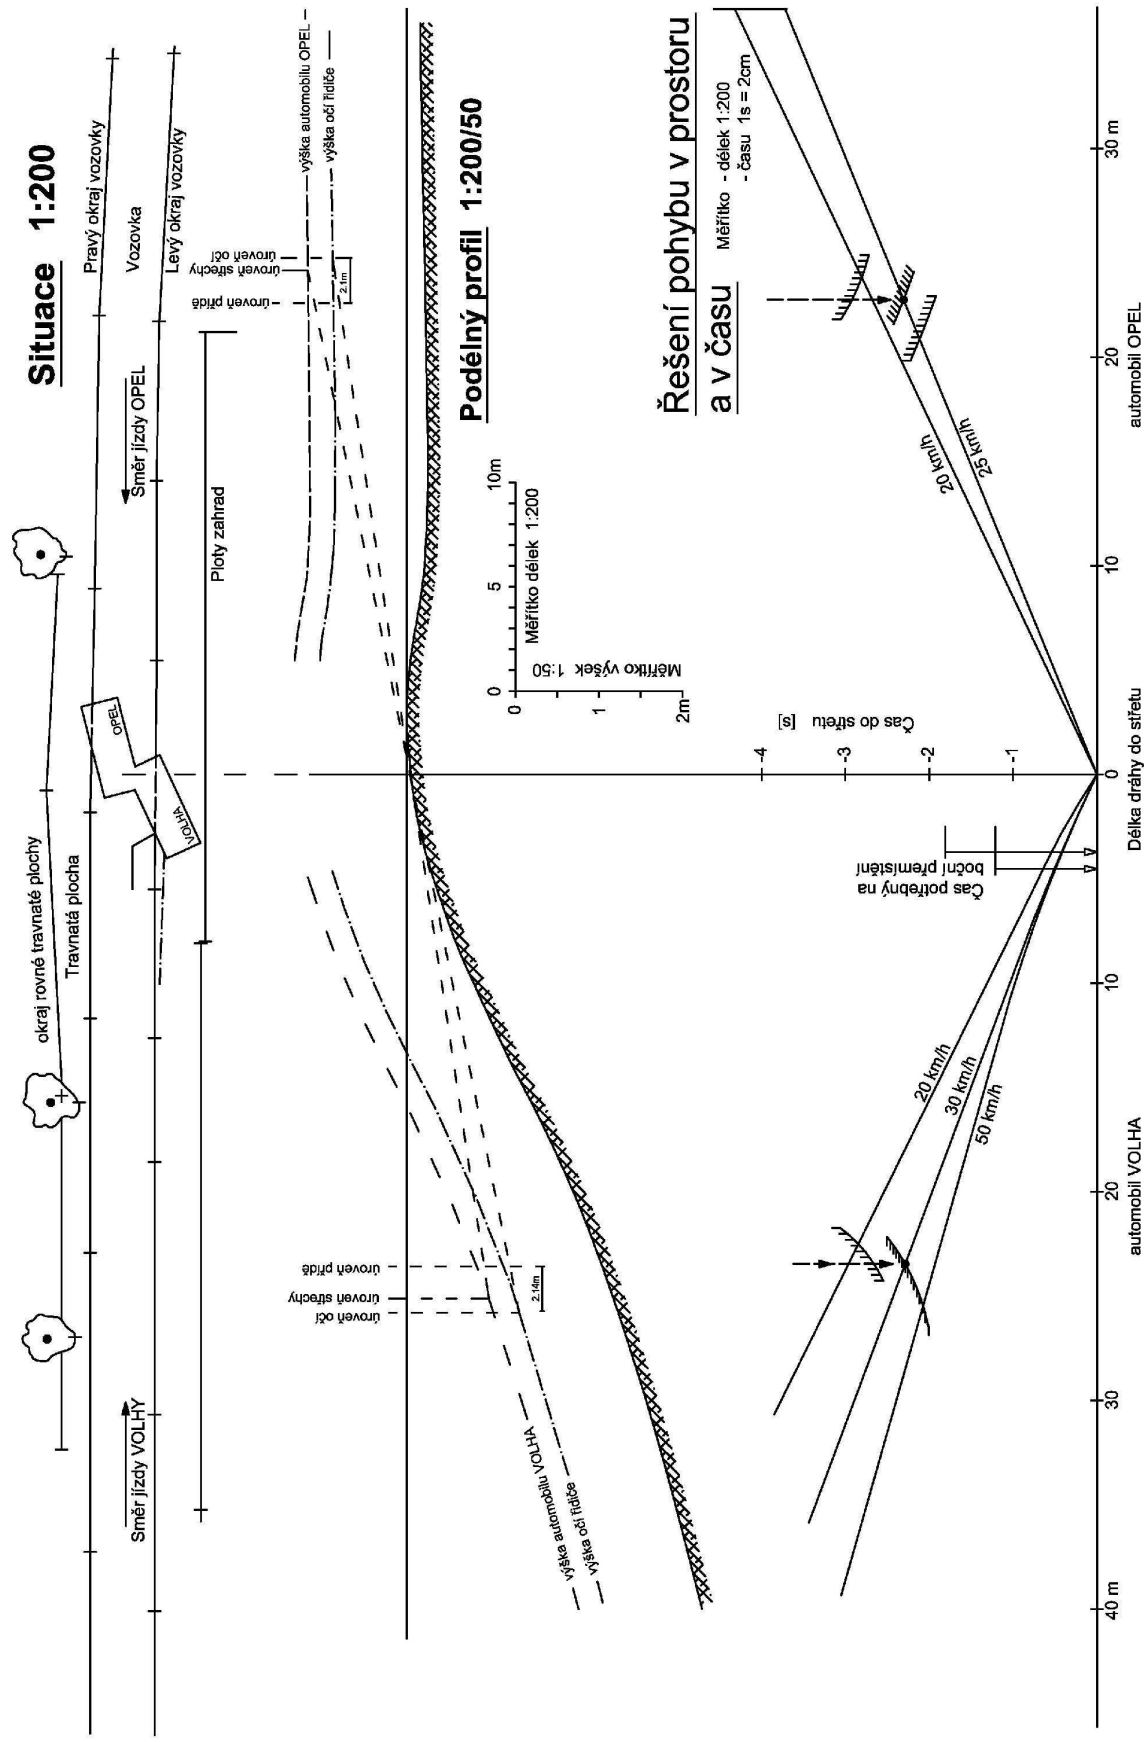 Situace 1:200
okraj rovné travnaté plochy
Travnatá plocha
Pravý okraj vozovky
Vozovka
Levý okraj vozovky
Směr jízdy VOLHY
Směr jízdy OPEL
OPEL
VOLHA
Ploty zahrad
výška automobilu OPEL
výška očí řidiče
úroveň přídě
úroveň střechy
úroveň očí
2.1m
úroveň očí
úroveň střechy
úroveň přídě
2.14m
výška automobilu VOLHA
výška očí řidiče
Podélný profil 1:200/50
0
5
10m
Měřítko délek 1:200
0
1
2m
Měřítko výšek 1:50
Řešení pohybu v prostoru
a v času
Měřítko - délek 1:200
- času 1s = 2cm
Čas do střetu [s]
-4
-3
-2
-1
20 km/h
30 km/h
50 km/h
20 km/h
25 km/h
Čas potřebný na
boční přemístění
40 m
30
20
10
0
10
20
30 m
automobil VOLHA
Délka dráhy do střetu
automobil OPEL